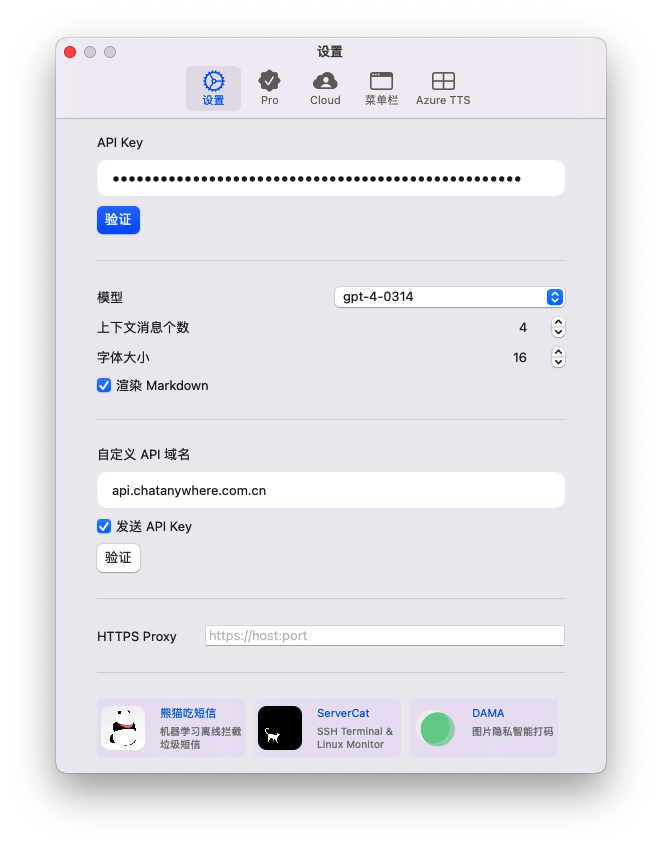 设置
设置
Pro
Cloud
菜单栏
Azure TTS
API Key
••••••••••••••••••••••••••••••••••••••••••••••••••••
验证
模型
gpt-4-0314
上下文消息个数
4
字体大小
16
渲染 Markdown
自定义 API 域名
api.chatanywhere.com.cn
发送 API Key
验证
HTTPS Proxy
https://host:port
熊猫吃短信
机器学习离线拦截
垃圾短信
ServerCat
SSH Terminal &
Linux Monitor
DAMA
图片隐私智能打码